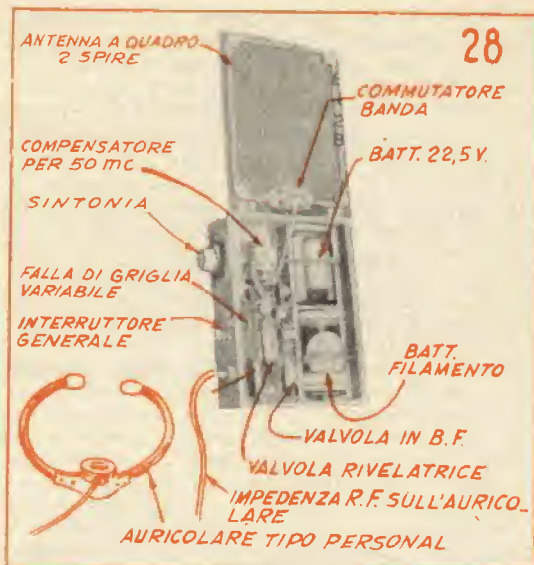 28
ANTENNA A QUADRO
2 SPIRE
COMMUTATORE
BANDA
COMPENSATORE
PER 50 mc
BATT. 22,5 V.
SINTONIA
FALLA DI GRIGLIA
VARIABILE
INTERRUTTORE
GENERALE
BATT.
FILAMENTO
VALVOLA IN B.F.
VALVOLA RIVELATRICE
IMPEDENZA R.F. SULL'AURICO_
LARE
AURICOLARE TIPO PERSONAL